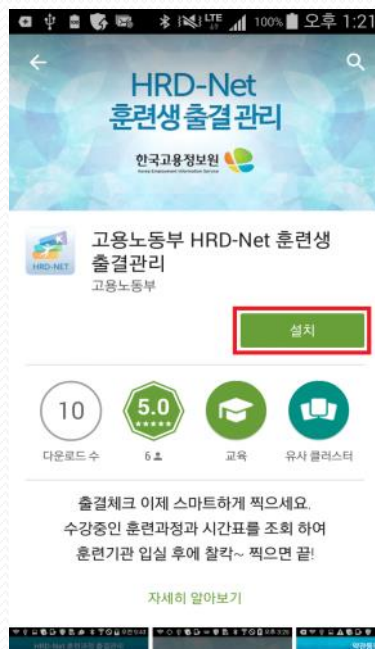 LTE 100% 오후 1:21
HRD-Net
훈련생 출결 관리
한국고용정보원
Korea Employment Information Service
HRD-NET
고용노동부 HRD-Net 훈련생
출결관리
고용노동부
설치
10
5.0
다운로드 수
6
교육
유사 클러스터
출결체크 이제 스마트하게 찍으세요.
수강중인 훈련과정과 시간표를 조회 하여
훈련기관 입실 후에 찰칵~ 찍으면 끝!
자세히 알아보기